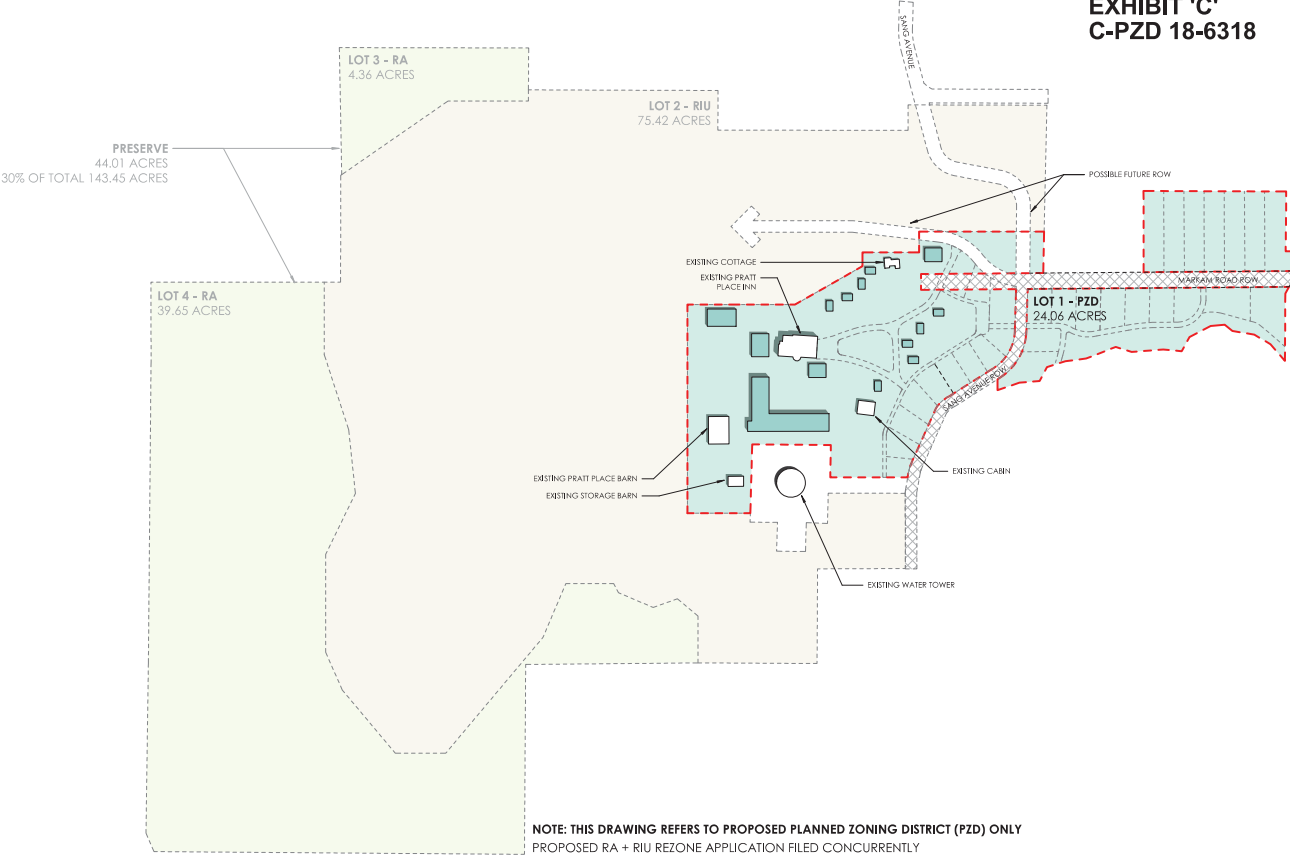 EXHIBIT 'C'
C-PZD 18-6318
SANG AVENUE
LOT 3 - RA
4.36 ACRES
LOT 2 - RIU
75.42 ACRES
PRESERVE
44.01 ACRES
30% OF TOTAL 143.45 ACRES
POSSIBLE FUTURE ROW
EXISTING COTTAGE
EXISTING PRATT
PLACE INN
MARKAM ROAD ROW
LOT 4 - RA
39.65 ACRES
LOT 1 - PZD
24.06 ACRES
SANG AVENUE ROW
EXISTING CABIN
EXISTING PRATT PLACE BARN
EXISTING STORAGE BARN
EXISTING WATER TOWER
NOTE: THIS DRAWING REFERS TO PROPOSED PLANNED ZONING DISTRICT (PZD) ONLY
PROPOSED RA + RIU REZONE APPLICATION FILED CONCURRENTLY